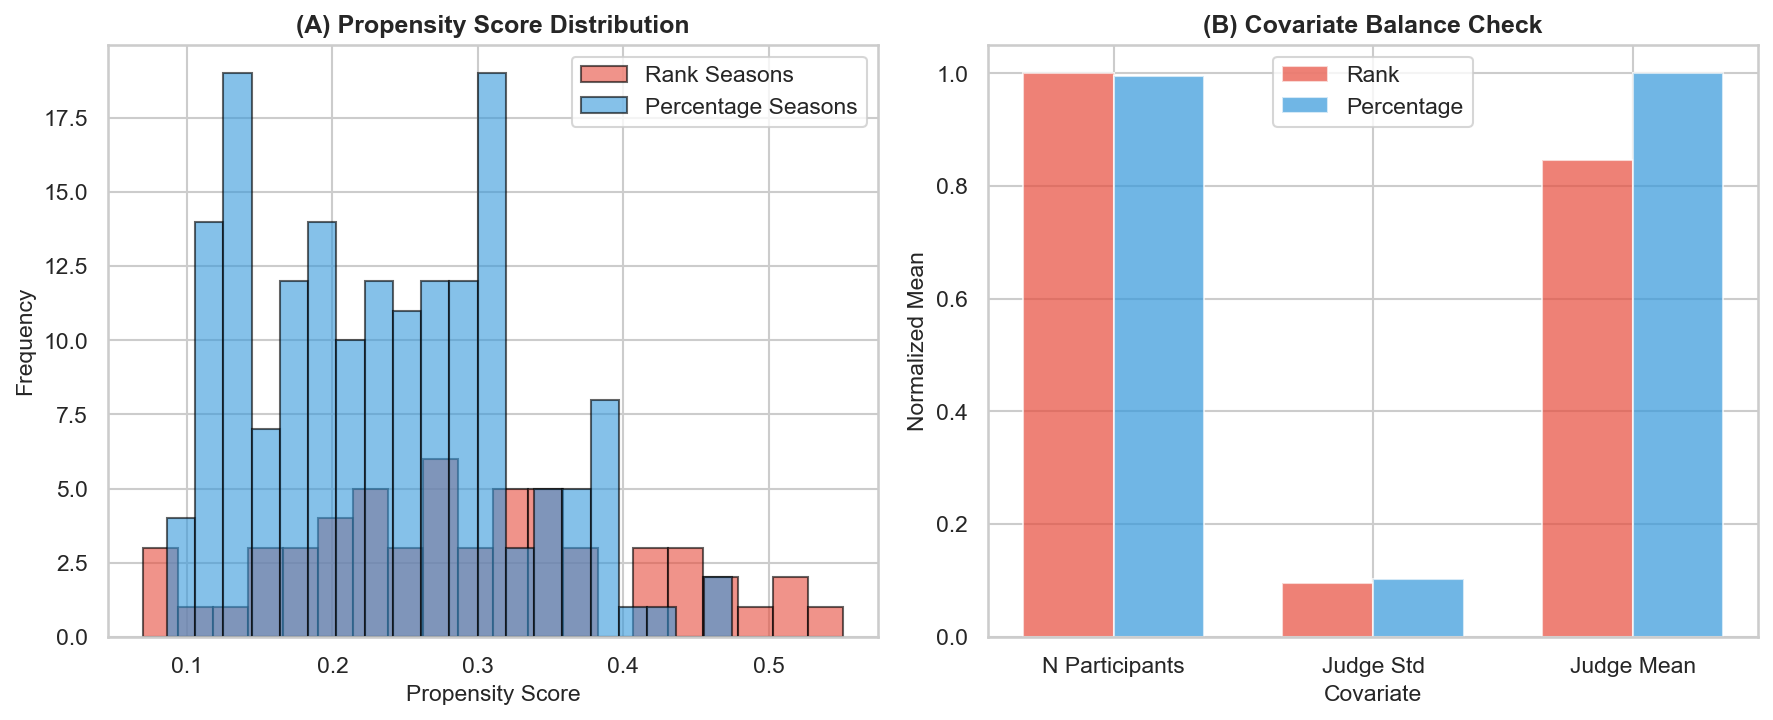 (A) Propensity Score Distribution
Rank Seasons
Percentage Seasons
Frequency
17.5
15.0
12.5
10.0
7.5
5.0
2.5
0.0
0.1
0.2
0.3
0.4
0.5
Propensity Score
(B) Covariate Balance Check
Rank
Percentage
Normalized Mean
1.0
0.8
0.6
0.4
0.2
0.0
N Participants
Judge Std
Judge Mean
Covariate